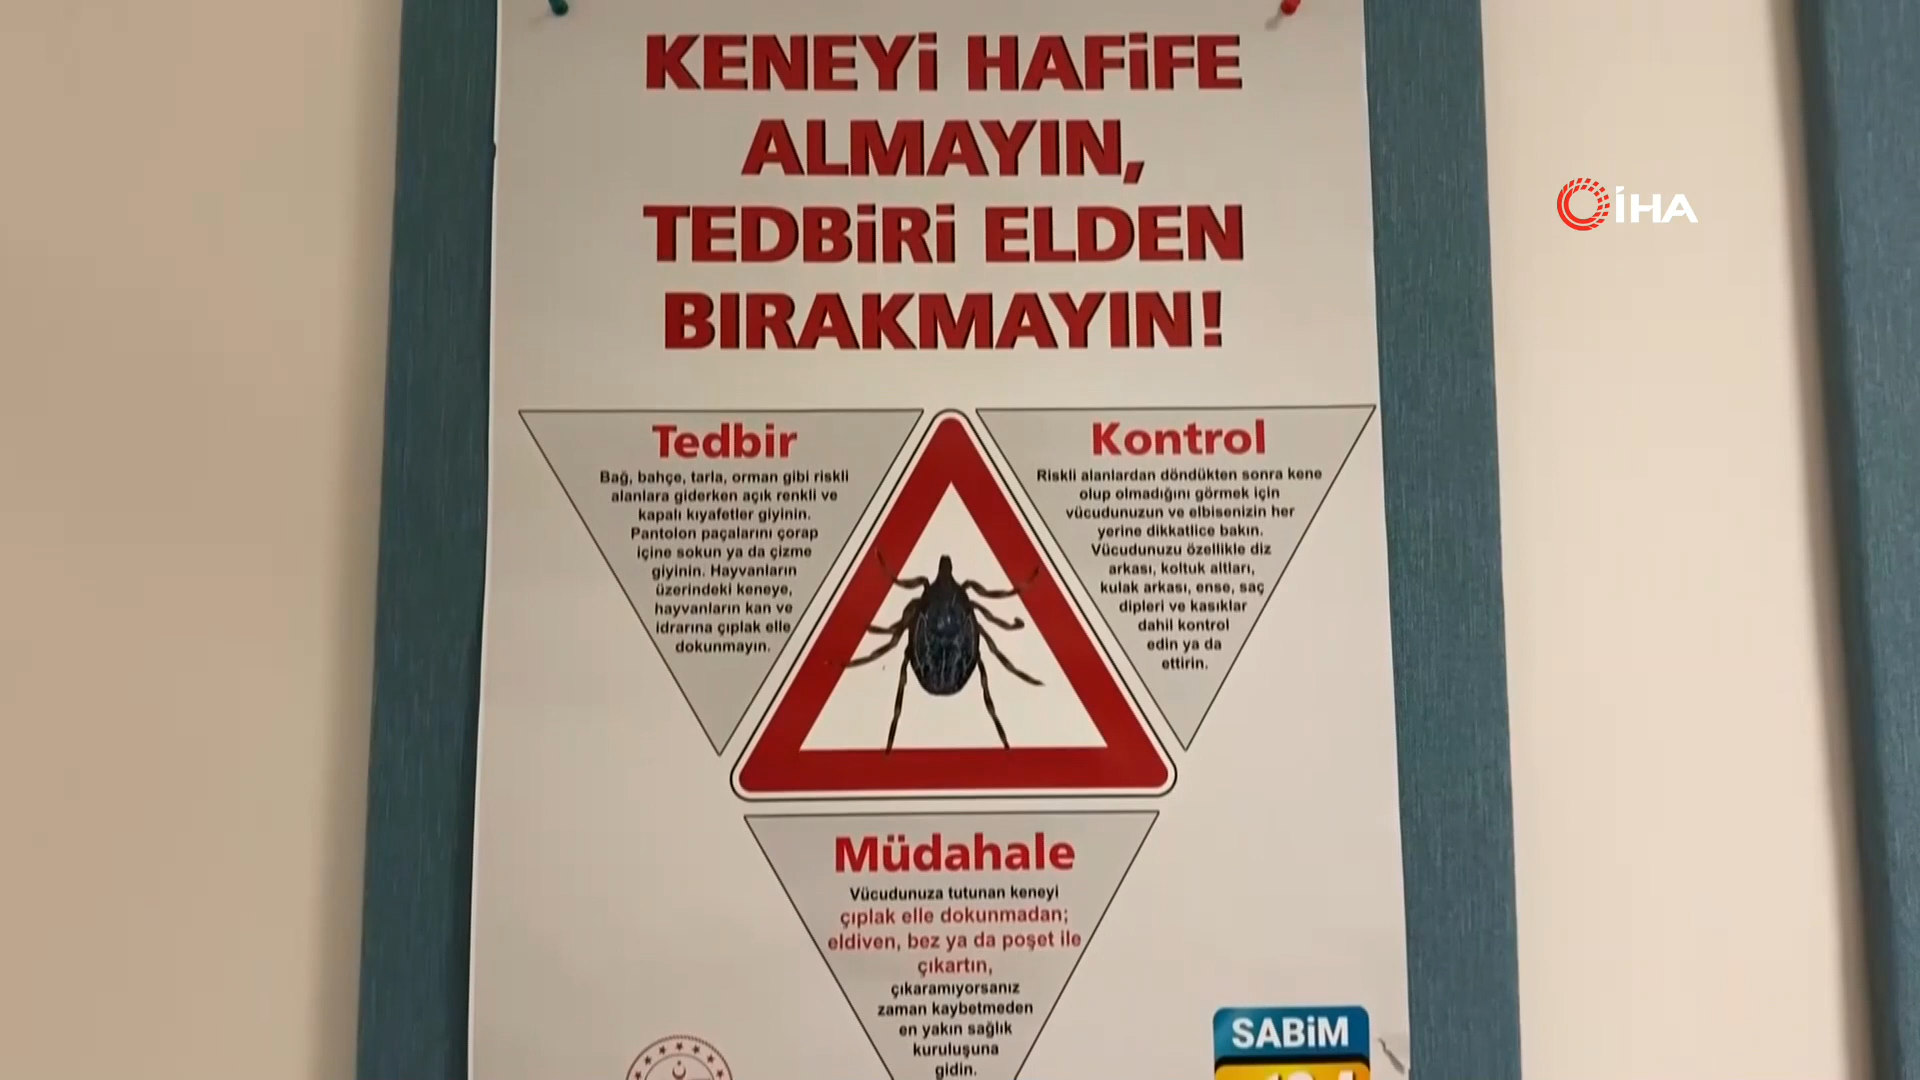 KENEYİ HAFİFE
ALMAYIN,
TEDBİRİ ELDEN
BIRAKMAYIN!
Tedbir
Bağ, bahçe, tarla, orman gibi riskli
alanlara giderken açık renkli ve
kapalı kıyafetler giyinin.
Pantolon paçalarını çorap
içine sokun ya da çizme
giyinin. Hayvanların
üzerindeki keneye,
hayvanların kan ve
idrarına çıplak elle
dokunmayın.
Kontrol
Riskli alanlardan döndükten sonra kene
olup olmadığını görmek için
vücudunuzun ve elbisenizin her
yerine dikkatlice bakın.
Vücudunuzu özellikle diz
arkası, koltuk altları,
kulak arkası, ense, saç
dipleri ve kasıklar
dahil kontrol
edin ya da
ettirin.
Müdahale
Vücudunuza tutunan keneyi
çıplak elle dokunmadan;
eldiven, bez ya da poşet ile
çıkartın,
çıkaramıyorsanız
zaman kaybetmeden
en yakın sağlık
kuruluşuna
gidin.
SABİM
İHA